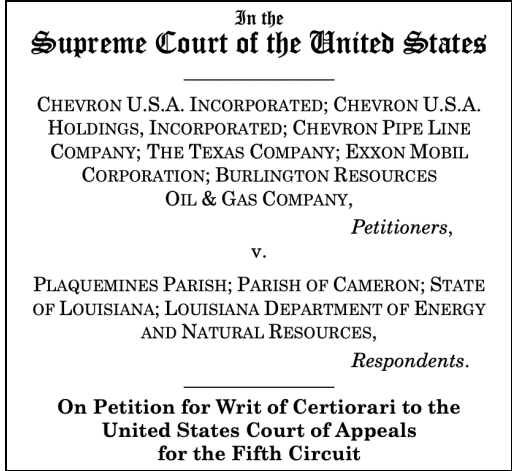 In the
Supreme Court of the United States
CHEVRON U.S.A. INCORPORATED; CHEVRON U.S.A.
HOLDINGS, INCORPORATED; CHEVRON PIPE LINE
COMPANY; THE TEXAS COMPANY; EXXON MOBIL
CORPORATION; BURLINGTON RESOURCES
OIL & GAS COMPANY,
Petitioners,
v.
PLAQUEMINES PARISH; PARISH OF CAMERON; STATE
OF LOUISIANA; LOUISIANA DEPARTMENT OF ENERGY
AND NATURAL RESOURCES,
Respondents.
On Petition for Writ of Certiorari to the
United States Court of Appeals
for the Fifth Circuit